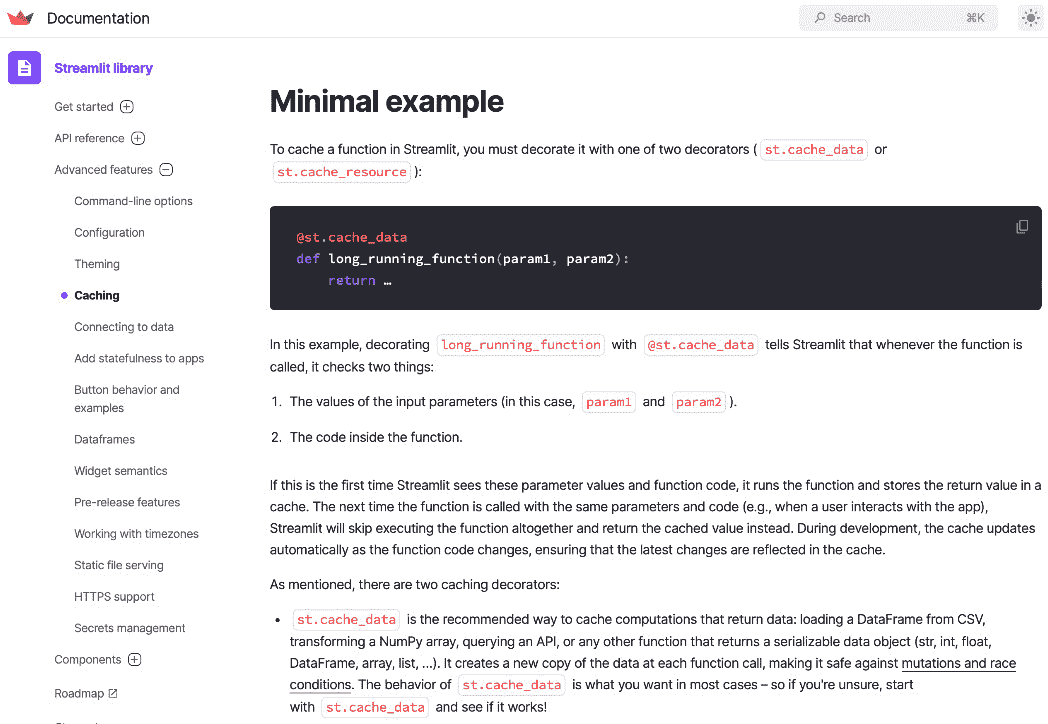 Documentation
Search
⌘K
Streamlit library
Get started
API reference
Advanced features
Command-line options
Configuration
Theming
Caching
Connecting to data
Add statefulness to apps
Button behavior and
examples
Dataframes
Widget semantics
Pre-release features
Working with timezones
Static file serving
HTTPS support
Secrets management
Components
Roadmap
Minimal example
To cache a function in Streamlit, you must decorate it with one of two decorators ( st.cache_data or
st.cache_resource ):
@st.cache_data
def long_running_function(param1, param2):
    return …
In this example, decorating long_running_function with @st.cache_data tells Streamlit that whenever the function is
called, it checks two things:
1. The values of the input parameters (in this case, param1 and param2 ).
2. The code inside the function.
If this is the first time Streamlit sees these parameter values and function code, it runs the function and stores the return value in a
cache. The next time the function is called with the same parameters and code (e.g., when a user interacts with the app),
Streamlit will skip executing the function altogether and return the cached value instead. During development, the cache updates
automatically as the function code changes, ensuring that the latest changes are reflected in the cache.
As mentioned, there are two caching decorators:
• st.cache_data is the recommended way to cache computations that return data: loading a DataFrame from CSV,
transforming a NumPy array, querying an API, or any other function that returns a serializable data object (str, int, float,
DataFrame, array, list, …). It creates a new copy of the data at each function call, making it safe against mutations and race
conditions. The behavior of st.cache_data is what you want in most cases – so if you're unsure, start
with st.cache_data and see if it works!